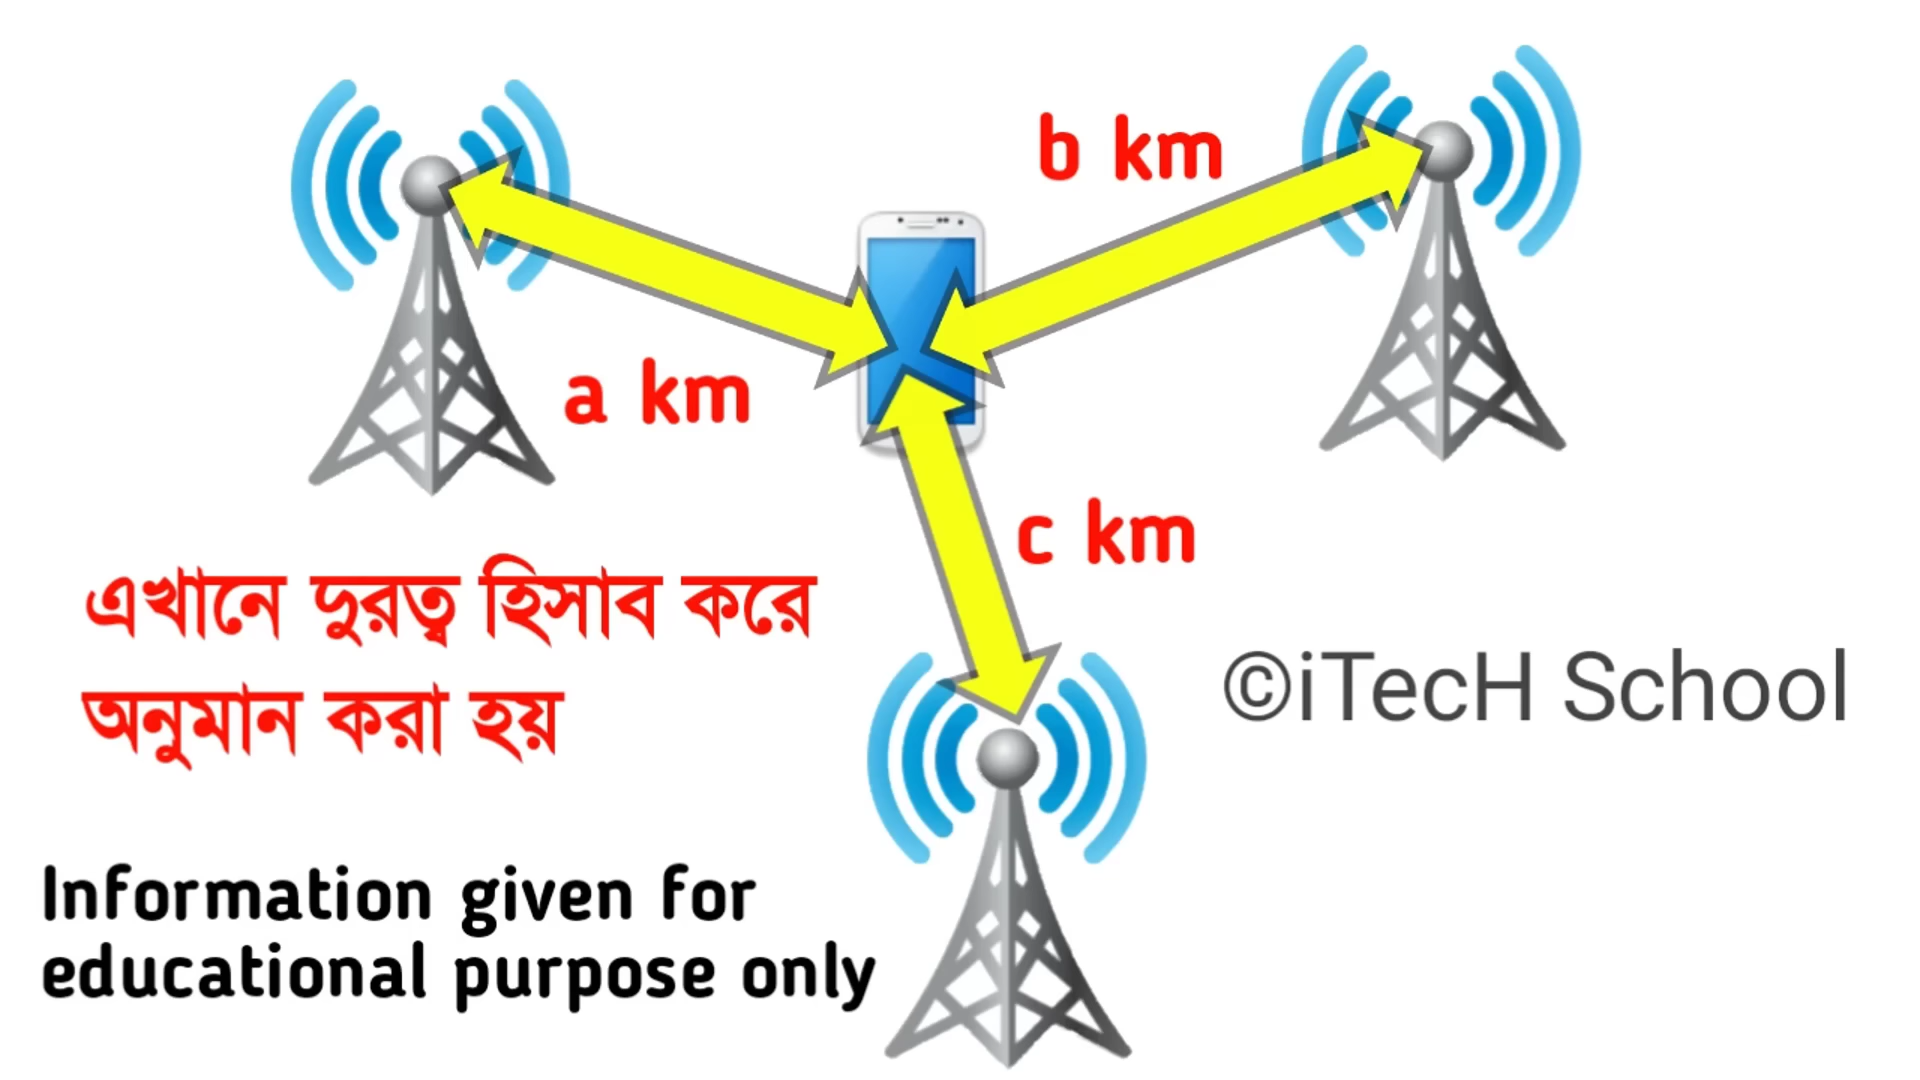 b km
a km
c km
এখানে দুরত্ব হিসাব করে
অনুমান করা হয়
©iTecH School
Information given for
educational purpose only